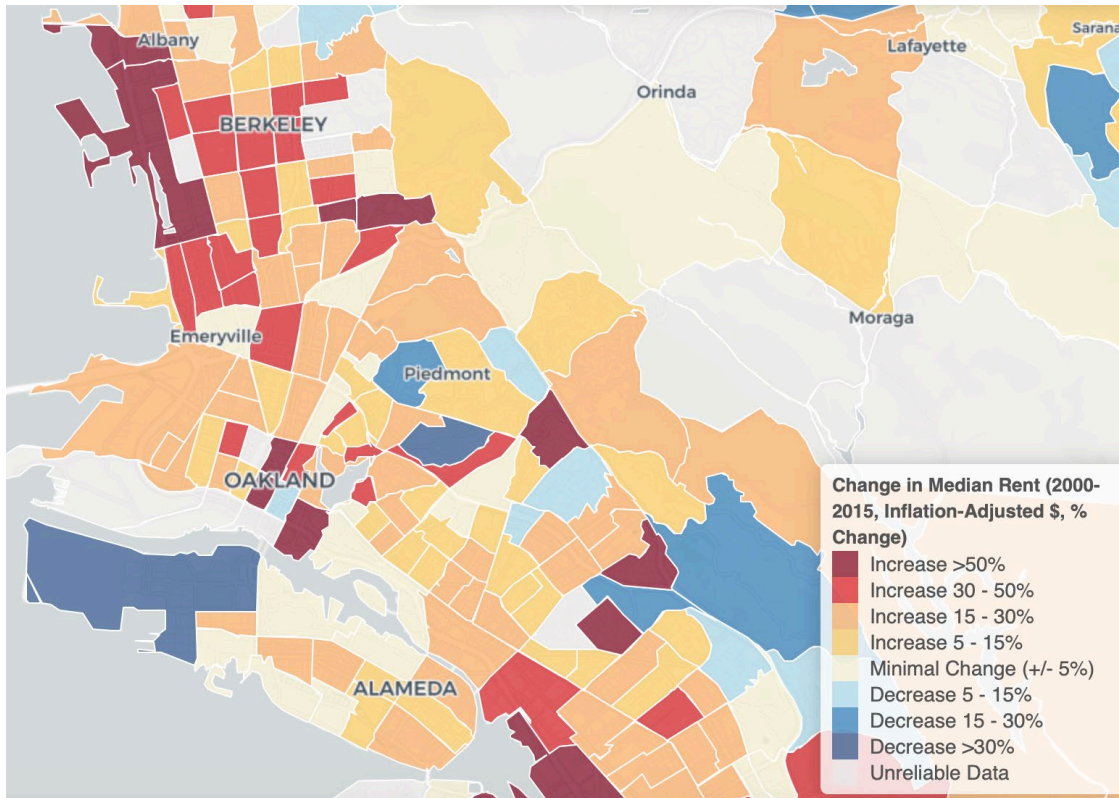 Albany
Lafayette
Sarana
Orinda
BERKELEY
Moraga
Emeryville
Piedmont
OAKLAND
ALAMEDA
Change in Median Rent (2000-
2015, Inflation-Adjusted $, %
Change)
Increase >50%
Increase 30 - 50%
Increase 15 - 30%
Increase 5 - 15%
Minimal Change (+/- 5%)
Decrease 5 - 15%
Decrease 15 - 30%
Decrease >30%
Unreliable Data